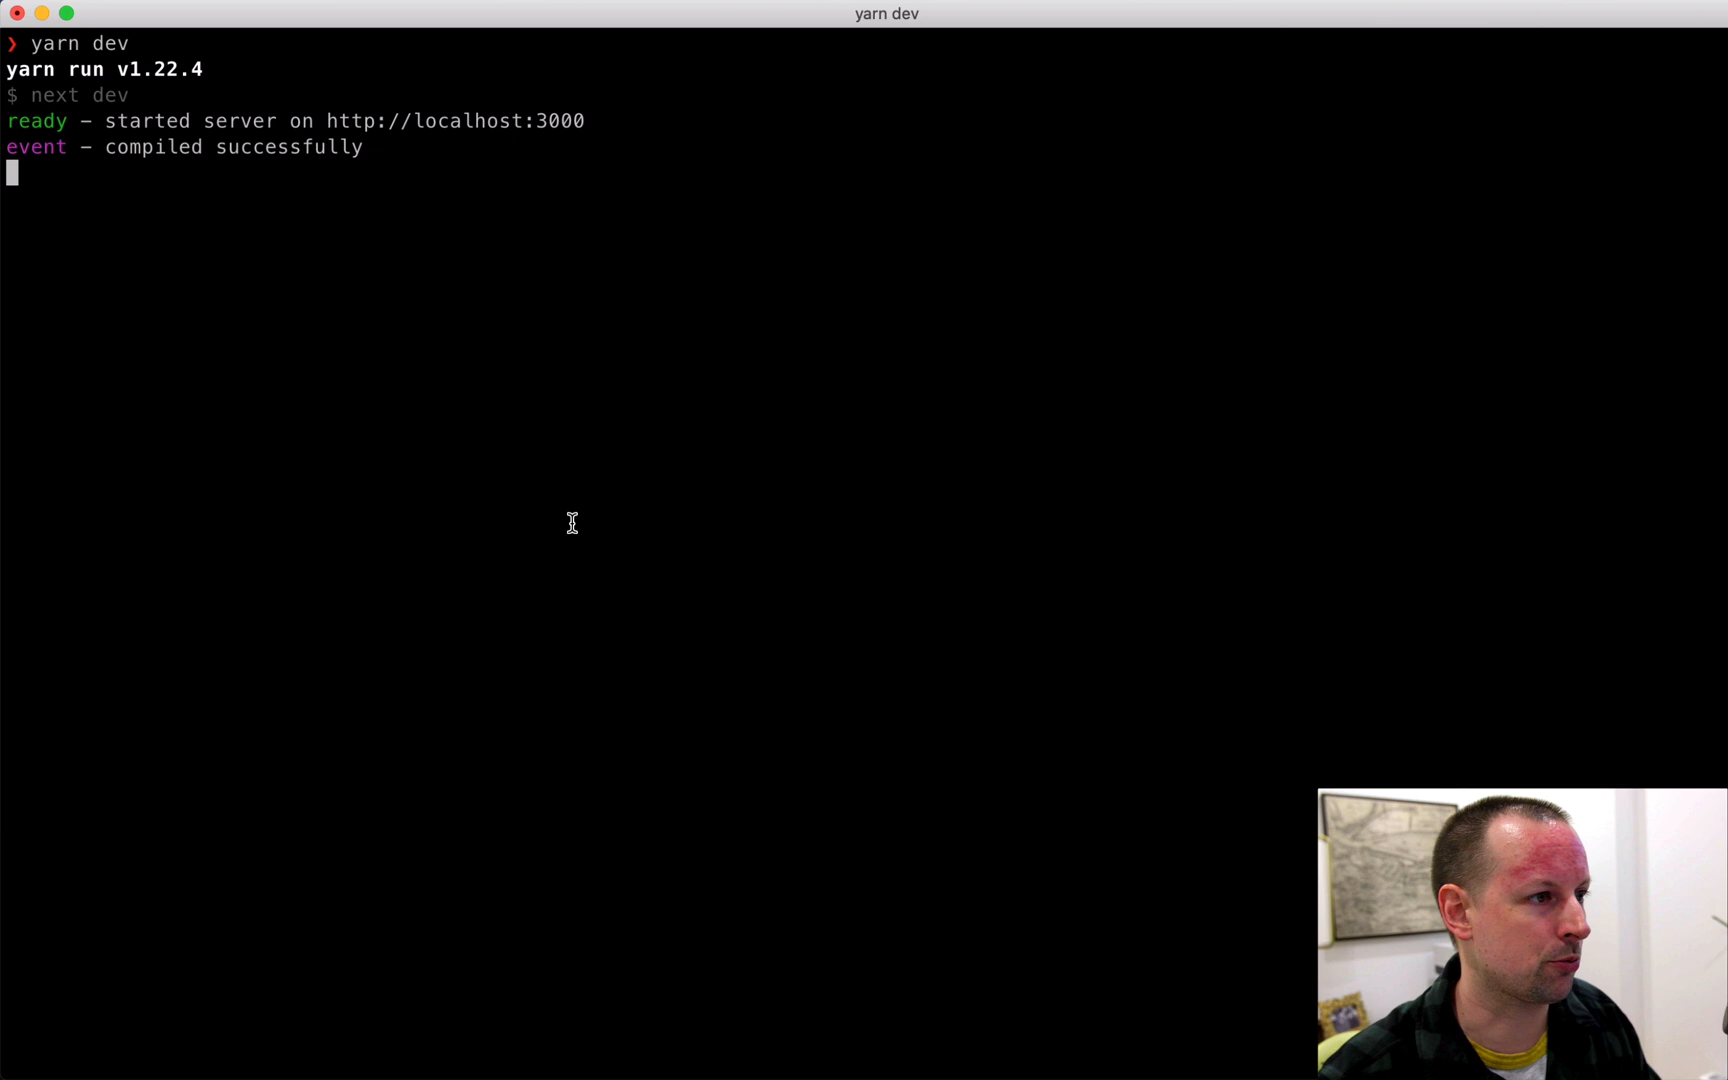 yarn dev
❯ yarn dev
yarn run v1.22.4
$ next dev
ready - started server on http://localhost:3000
event - compiled successfully